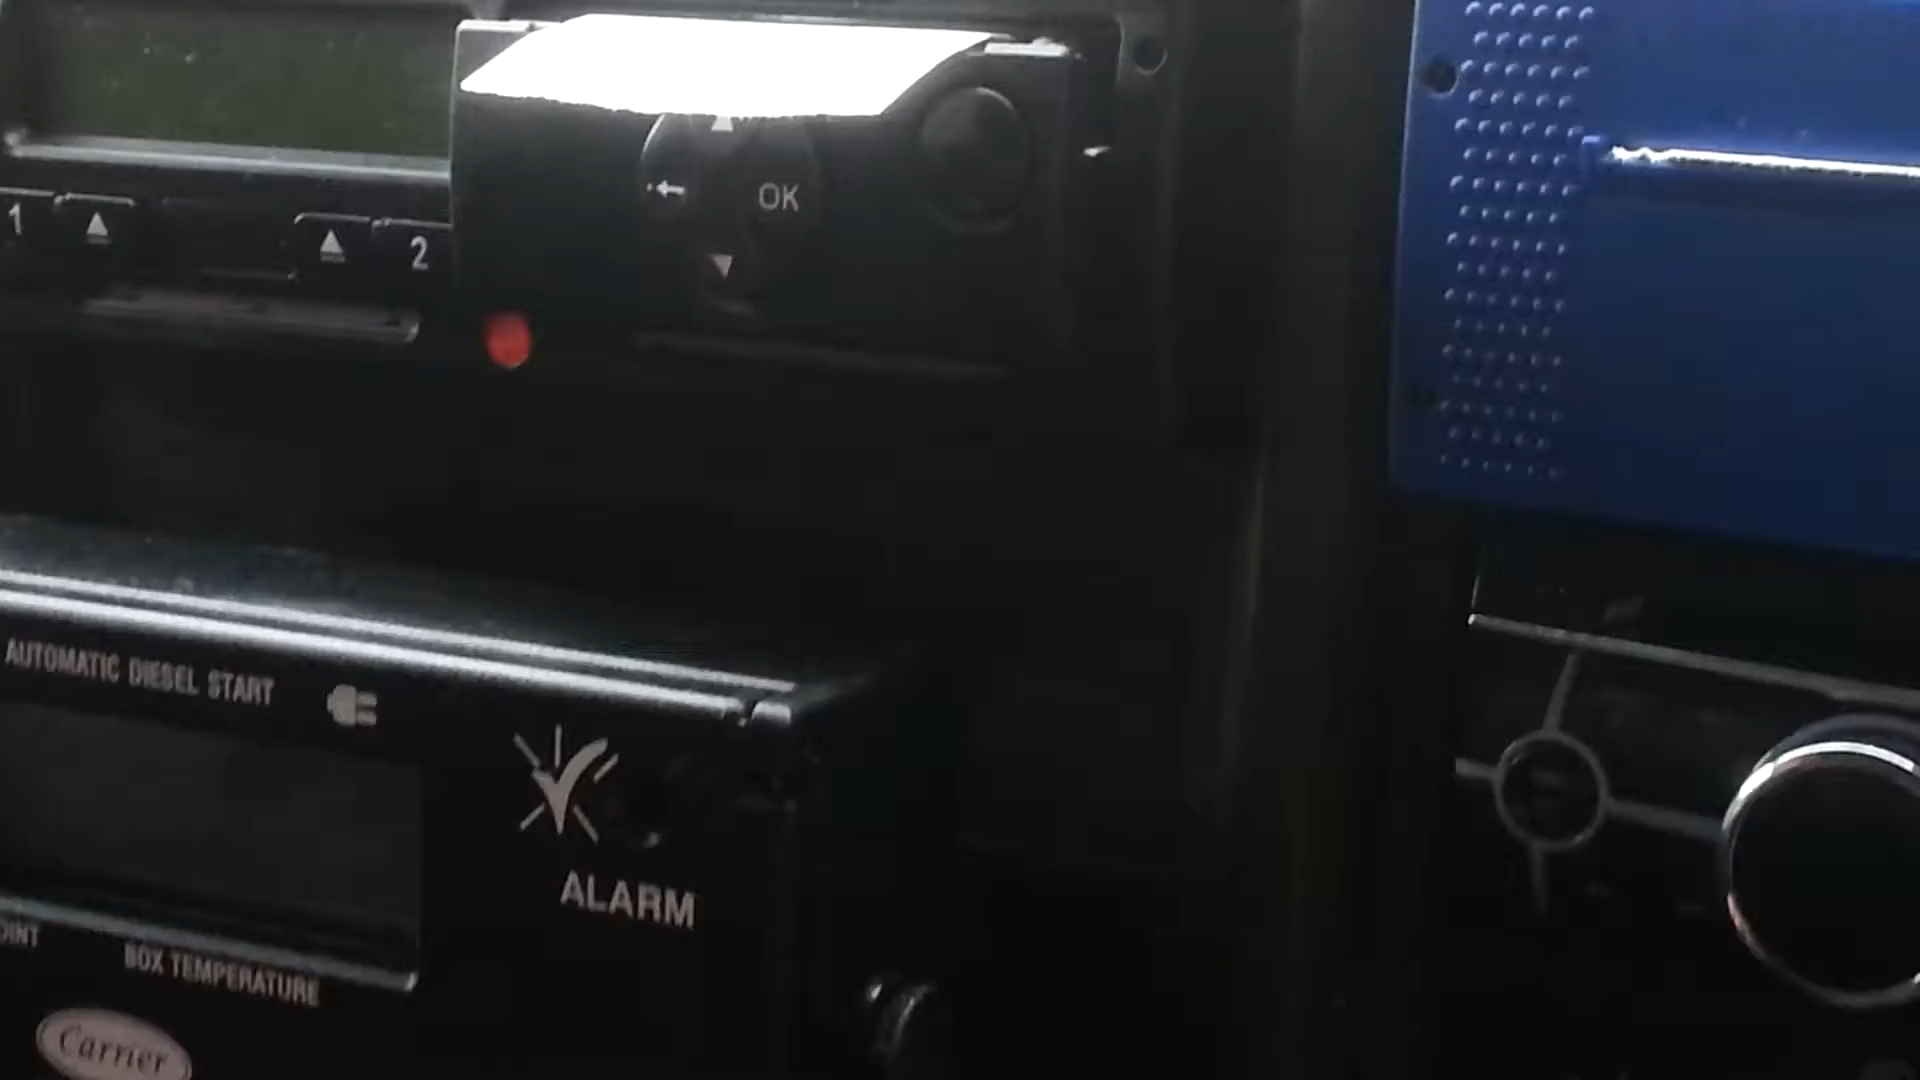 1
2
OK
AUTOMATIC DIESEL START
ALARM
BOX TEMPERATURE
Carrier